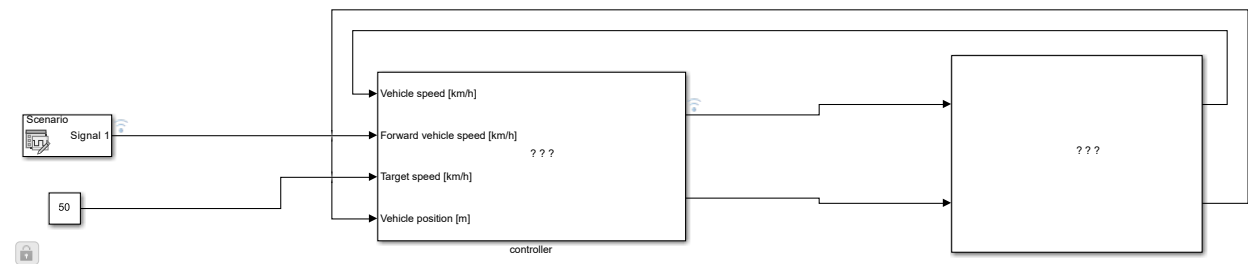 Scenario
Signal 1
50
Vehicle speed [km/h]
Forward vehicle speed [km/h]
? ? ?
Target speed [km/h]
Vehicle position [m]
controller
? ? ?